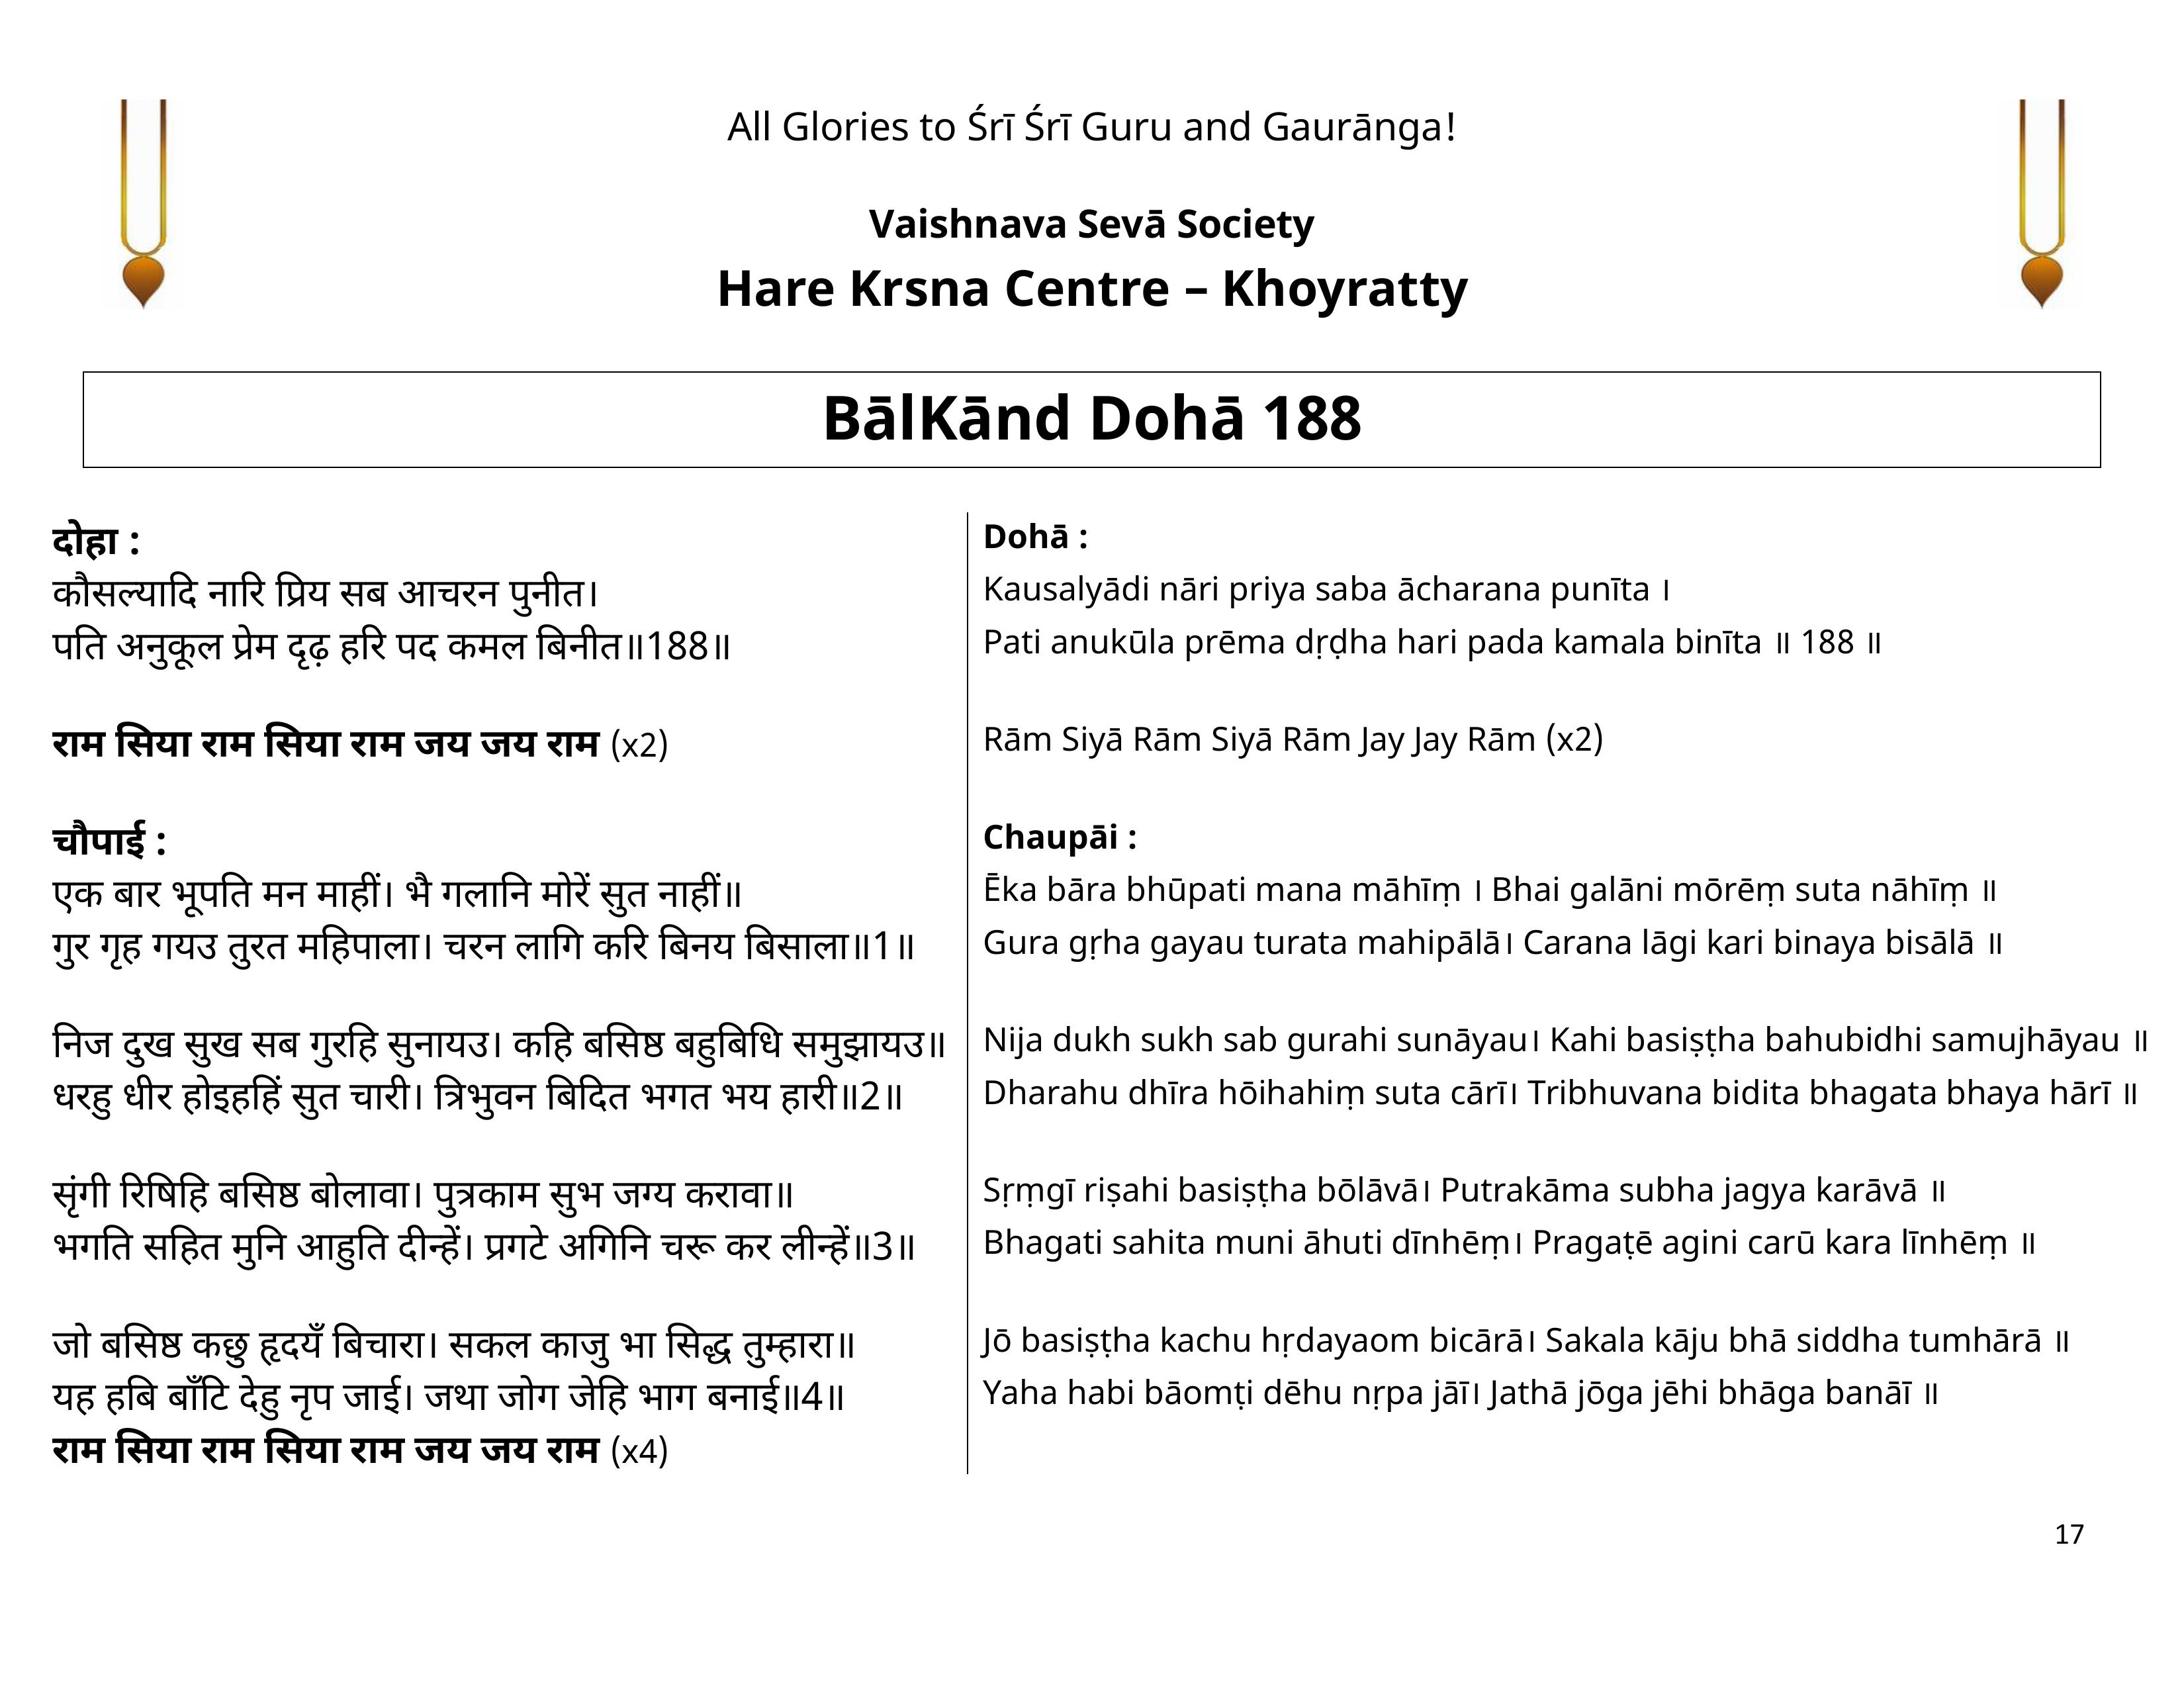 All Glories to Śrī Śrī Guru and Gaurānga!
Vaishnava Sevā Society
Hare Krsna Centre – Khoyratty
BālKānd Dohā 188
दोहा :
कौसल्यादि नारि प्रिय सब आचरन पुनीत।
पति अनुकूल प्रेम दृढ़ हरि पद कमल बिनीत॥188॥
राम सिया राम सिया राम जय जय राम (x2)
चौपाई :
एक बार भूपति मन माहीं। भै गलानि मोरें सुत नाहीं॥
गुर गृह गयउ तुरत महिपाला। चरन लागि करि बिनय बिसाला॥1॥
निज दुख सुख सब गुरहि सुनायउ। कहि बसिष्ठ बहुबिधि समुझायउ॥
धरहु धीर होइहहिं सुत चारी। त्रिभुवन बिदित भगत भय हारी॥2॥
सृंगी रिषिहि बसिष्ठ बोलावा। पुत्रकाम सुभ जग्य करावा॥
भगति सहित मुनि आहुति दीन्हें। प्रगटे अगिनि चरू कर लीन्हें॥3॥
जो बसिष्ठ कछु हृदयँ बिचारा। सकल काजु भा सिद्ध तुम्हारा॥
यह हबि बाँटि देहु नृप जाई। जथा जोग जेहि भाग बनाई॥4॥
राम सिया राम सिया राम जय जय राम (x4)
Dohā :
Kausalyādi nāri priya saba ācharana punīta ।
Pati anukūla prēma dṛḍha hari pada kamala binīta ॥ 188 ॥
Rām Siyā Rām Siyā Rām Jay Jay Rām (x2)
Chaupāi :
Ēka bāra bhūpati mana māhīṃ । Bhai galāni mōrēṃ suta nāhīṃ ॥
Gura gṛha gayau turata mahipālā। Carana lāgi kari binaya bisālā ॥
Nija dukh sukh sab gurahi sunāyau। Kahi basiṣṭha bahubidhi samujhāyau ॥
Dharahu dhīra hōihahiṃ suta cārī। Tribhuvana bidita bhagata bhaya hārī ॥
Sṛṃgī riṣahi basiṣṭha bōlāvā। Putrakāma subha jagya karāvā ॥
Bhagati sahita muni āhuti dīnhēṃ। Pragaṭē agini carū kara līnhēṃ ॥
Jō basiṣṭha kachu hṛdayaom bicārā। Sakala kāju bhā siddha tumhārā ॥
Yaha habi bāomṭi dēhu nṛpa jāī। Jathā jōga jēhi bhāga banāī ॥
17